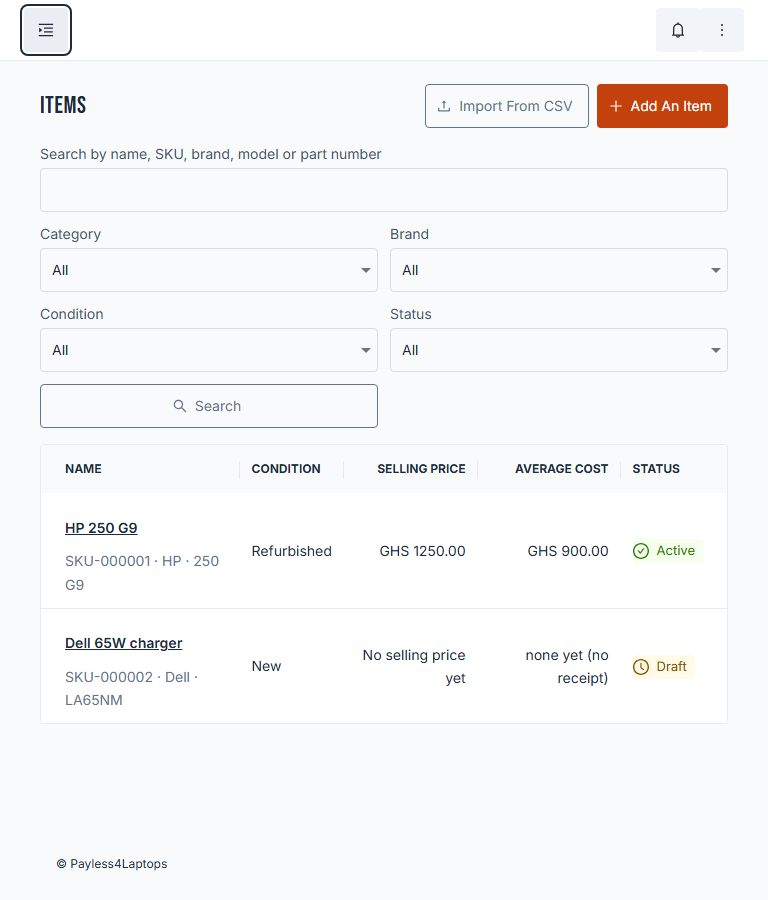 ITEMS
Import From CSV
Add An Item
Search by name, SKU, brand, model or part number
Category
Brand
All
All
Condition
Status
All
All
Search
NAME CONDITION SELLING PRICE AVERAGE COST STATUS
HP 250 G9
SKU-000001 · HP · 250
G9
Refurbished
GHS 1250.00
GHS 900.00
Active
Dell 65W charger
SKU-000002 · Dell ·
LA65NM
New
No selling price
yet
none yet (no
receipt)
Draft
© Payless4Laptops